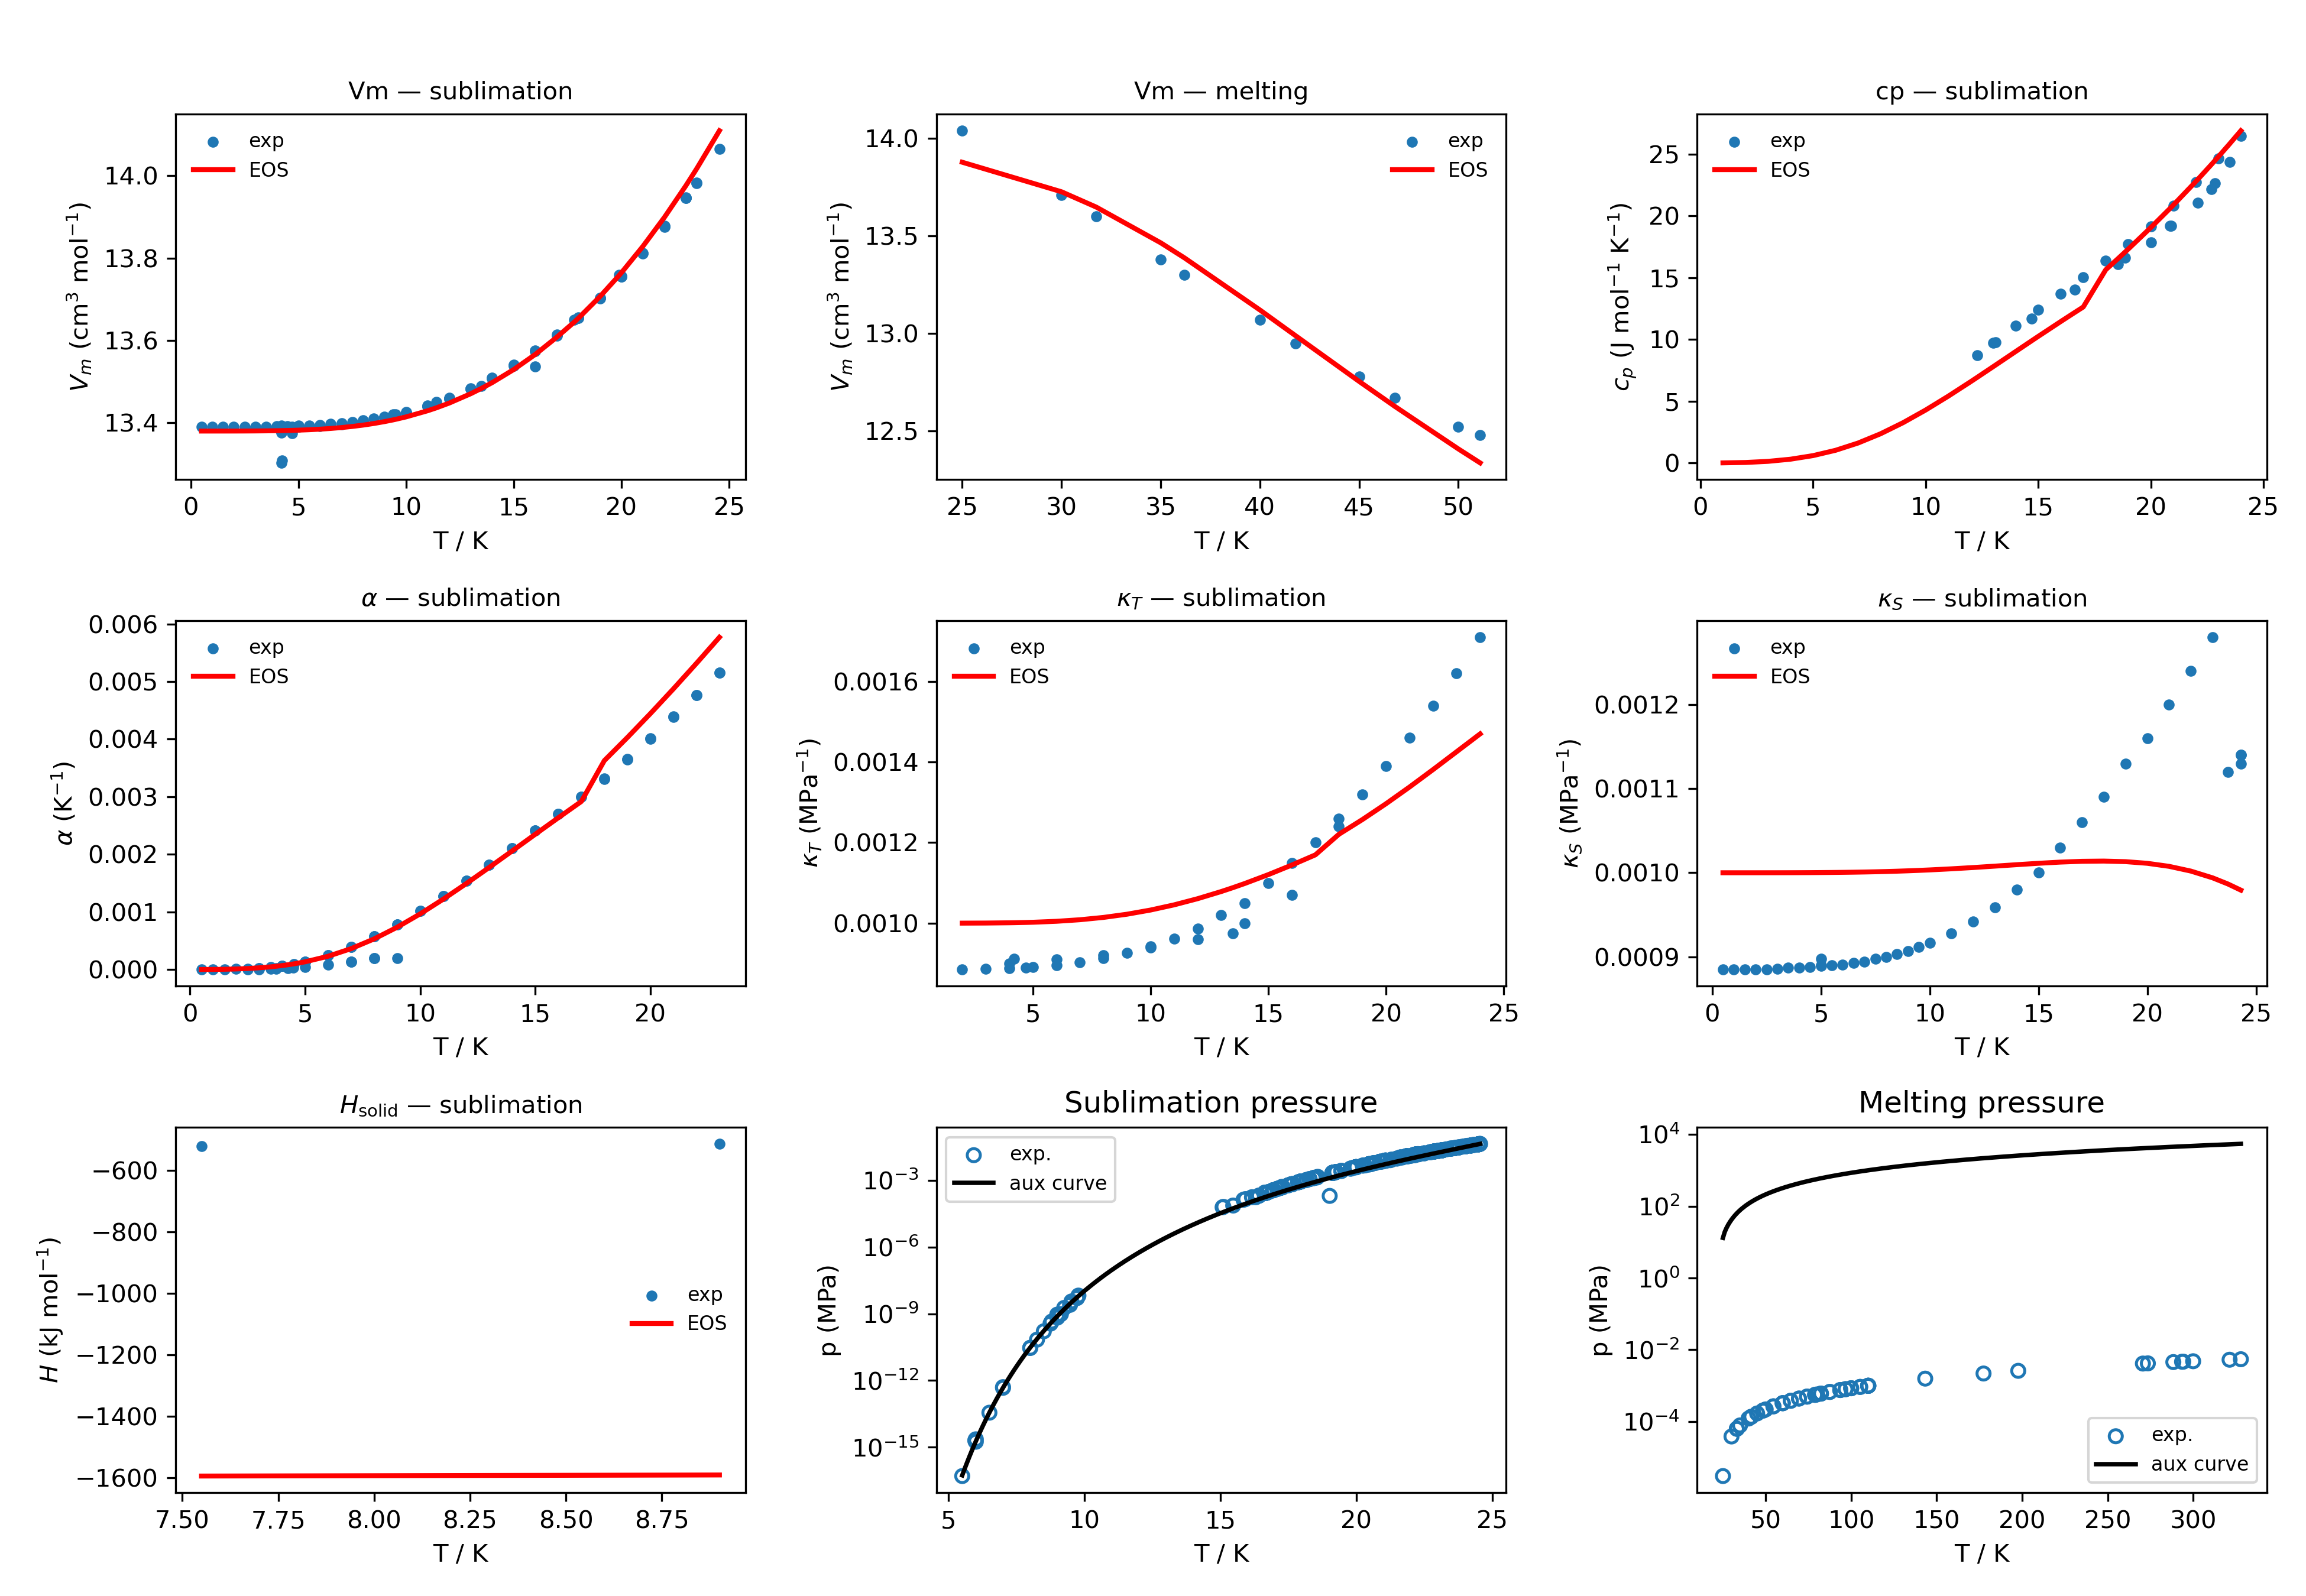 Vm — sublimation
exp
EOS
14.0
13.8
13.6
13.4
V_m (cm³ mol⁻¹)
0 5 10 15 20 25
T / K
Vm — melting
exp
EOS
14.0
13.5
13.0
12.5
V_m (cm³ mol⁻¹)
25 30 35 40 45 50
T / K
cp — sublimation
exp
EOS
25
20
15
10
5
0
c_p (J mol⁻¹ K⁻¹)
0 5 10 15 20 25
T / K
α — sublimation
exp
EOS
0.006
0.005
0.004
0.003
0.002
0.001
0.000
α (K⁻¹)
0 5 10 15 20
T / K
κ_T — sublimation
exp
EOS
0.0016
0.0014
0.0012
0.0010
κ_T (MPa⁻¹)
5 10 15 20 25
T / K
κ_S — sublimation
exp
EOS
0.0012
0.0011
0.0010
0.0009
κ_S (MPa⁻¹)
0 5 10 15 20 25
T / K
H_solid — sublimation
exp
EOS
−600
−800
−1000
−1200
−1400
−1600
H (kJ mol⁻¹)
7.50 7.75 8.00 8.25 8.50 8.75
T / K
Sublimation pressure
exp.
aux curve
10⁻³
10⁻⁶
10⁻⁹
10⁻¹²
10⁻¹⁵
p (MPa)
5 10 15 20 25
T / K
Melting pressure
10⁴
10²
10⁰
10⁻²
10⁻⁴
p (MPa)
exp.
aux curve
50 100 150 200 250 300
T / K